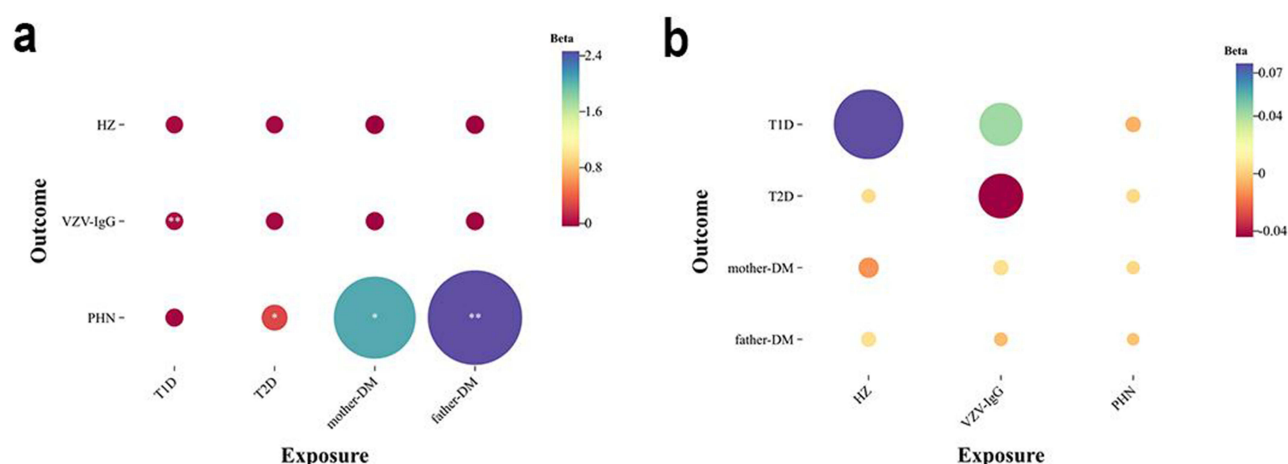 a
Beta
2.4
1.6
0.8
0
Outcome
HZ
VZV-IgG
**
PHN
*
*
**
T1D
T2D
mother-DM
father-DM
Exposure
b
Beta
0.07
0.04
0
-0.04
Outcome
T1D
T2D
mother-DM
father-DM
HZ
VZV-IgG
PHN
Exposure